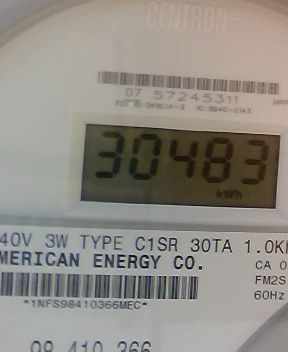 CENTRON®
07 57245311
30483
kWh
40V 3W TYPE C1SR 30TA 1.0K
MERICAN ENERGY CO.
CA 0
FM2S
60Hz
*1NFS98410366MEC*
98 410 366